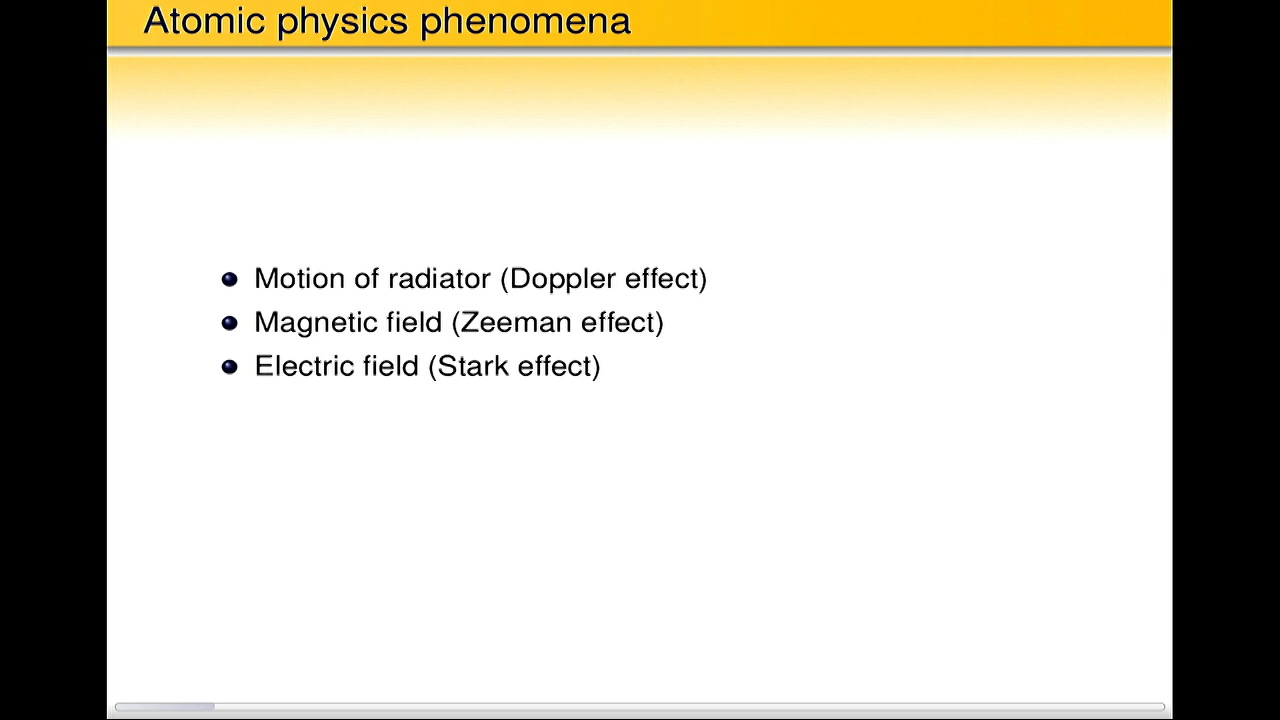 Atomic physics phenomena
Motion of radiator (Doppler effect)
Magnetic field (Zeeman effect)
Electric field (Stark effect)